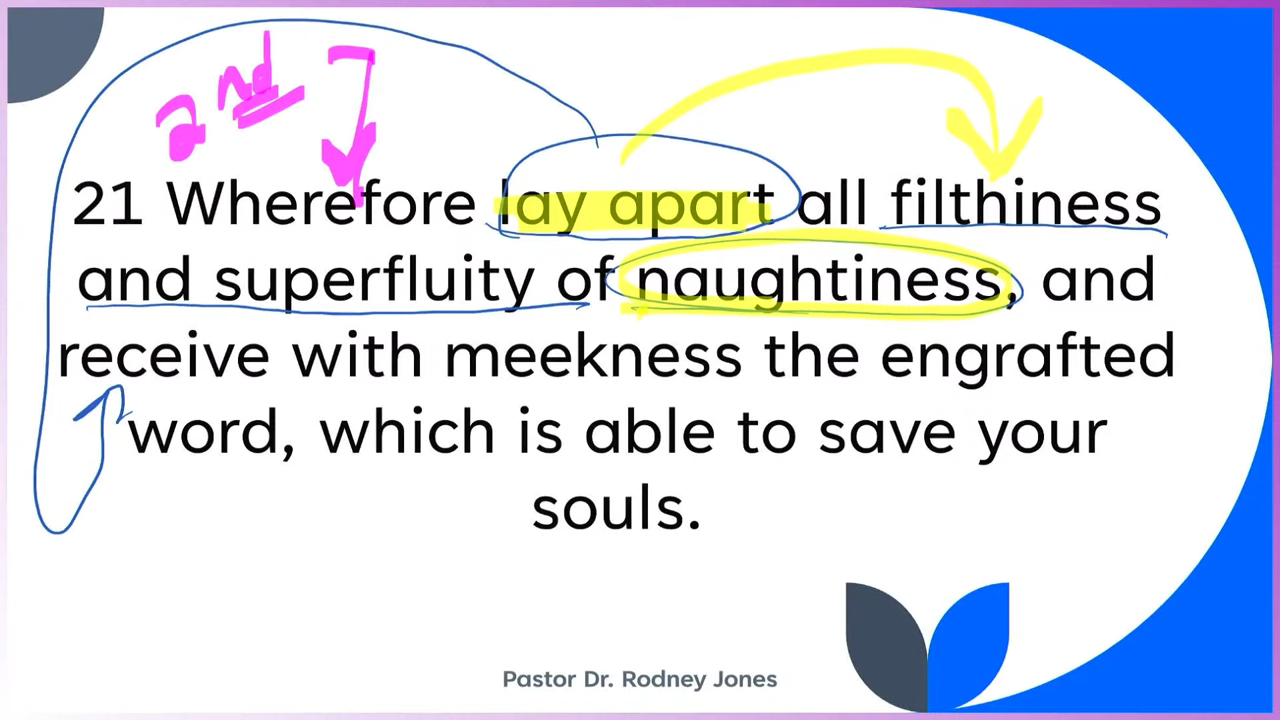 2nd
21 Wherefore lay apart all filthiness
and superfluity of naughtiness, and
receive with meekness the engrafted
word, which is able to save your
souls.
Pastor Dr. Rodney Jones